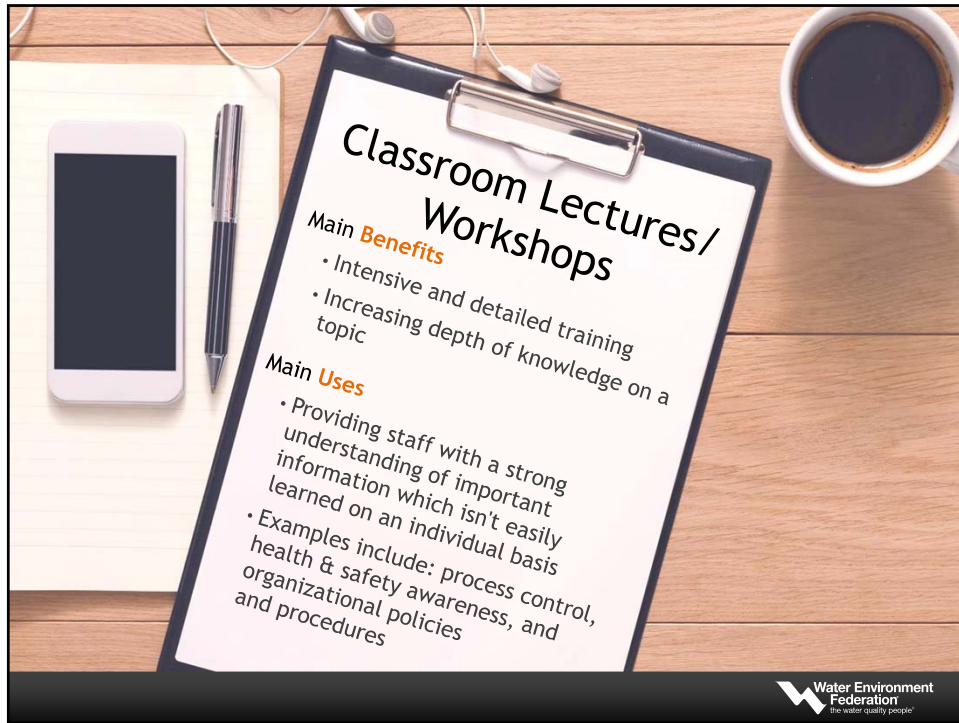 Classroom Lectures/
Workshops
Main Benefits
• Intensive and detailed training
• Increasing depth of knowledge on a
topic
Main Uses
• Providing staff with a strong
understanding of important
information which isn't easily
learned on an individual basis
• Examples include: process control,
health & safety awareness, and
organizational policies
and procedures
Water Environment
Federation
the water quality people®